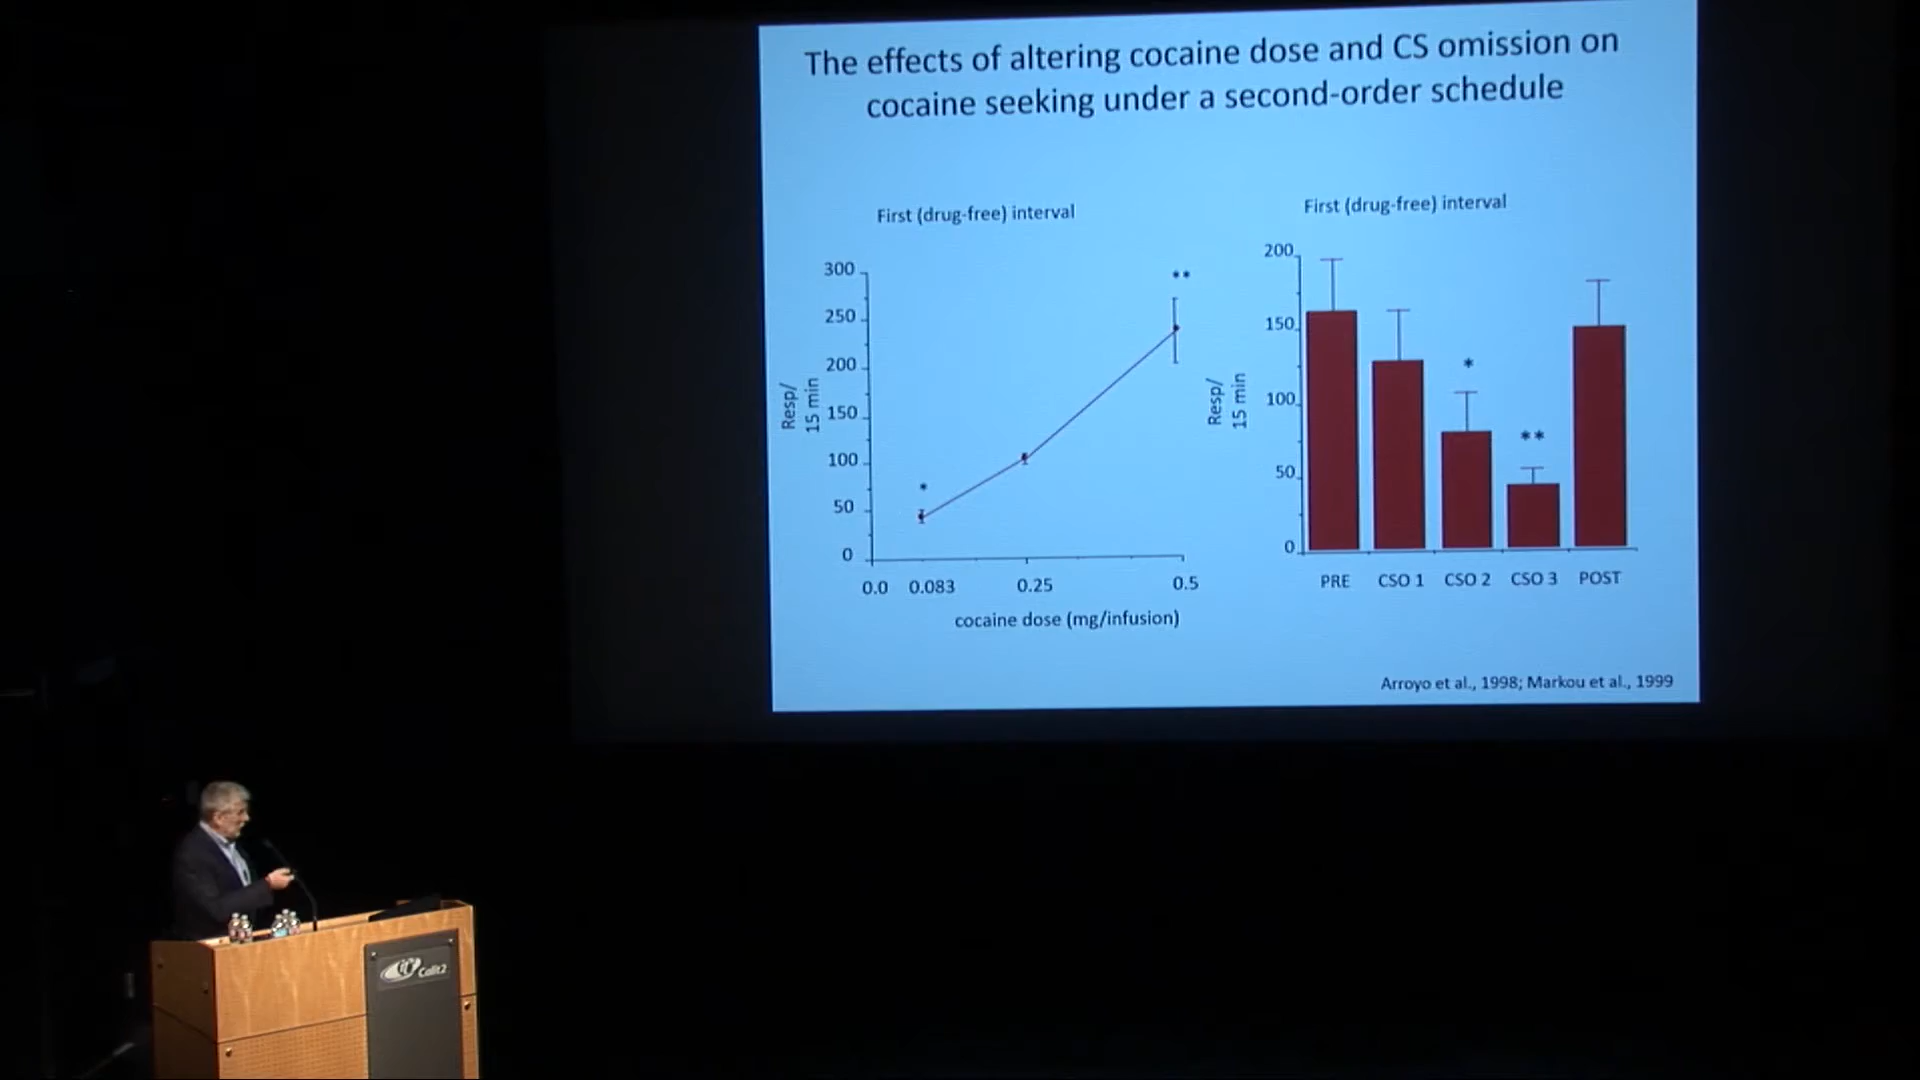 The effects of altering cocaine dose and CS omission on
cocaine seeking under a second-order schedule
First (drug-free) interval
300
250
200
150
100
50
0
Resp/
15 min
*
**
0.0 0.083 0.25 0.5
cocaine dose (mg/infusion)
First (drug-free) interval
200
150
100
50
0
Resp/
15 min
*
**
PRE CSO 1 CSO 2 CSO 3 POST
Arroyo et al., 1998; Markou et al., 1999
Calit2